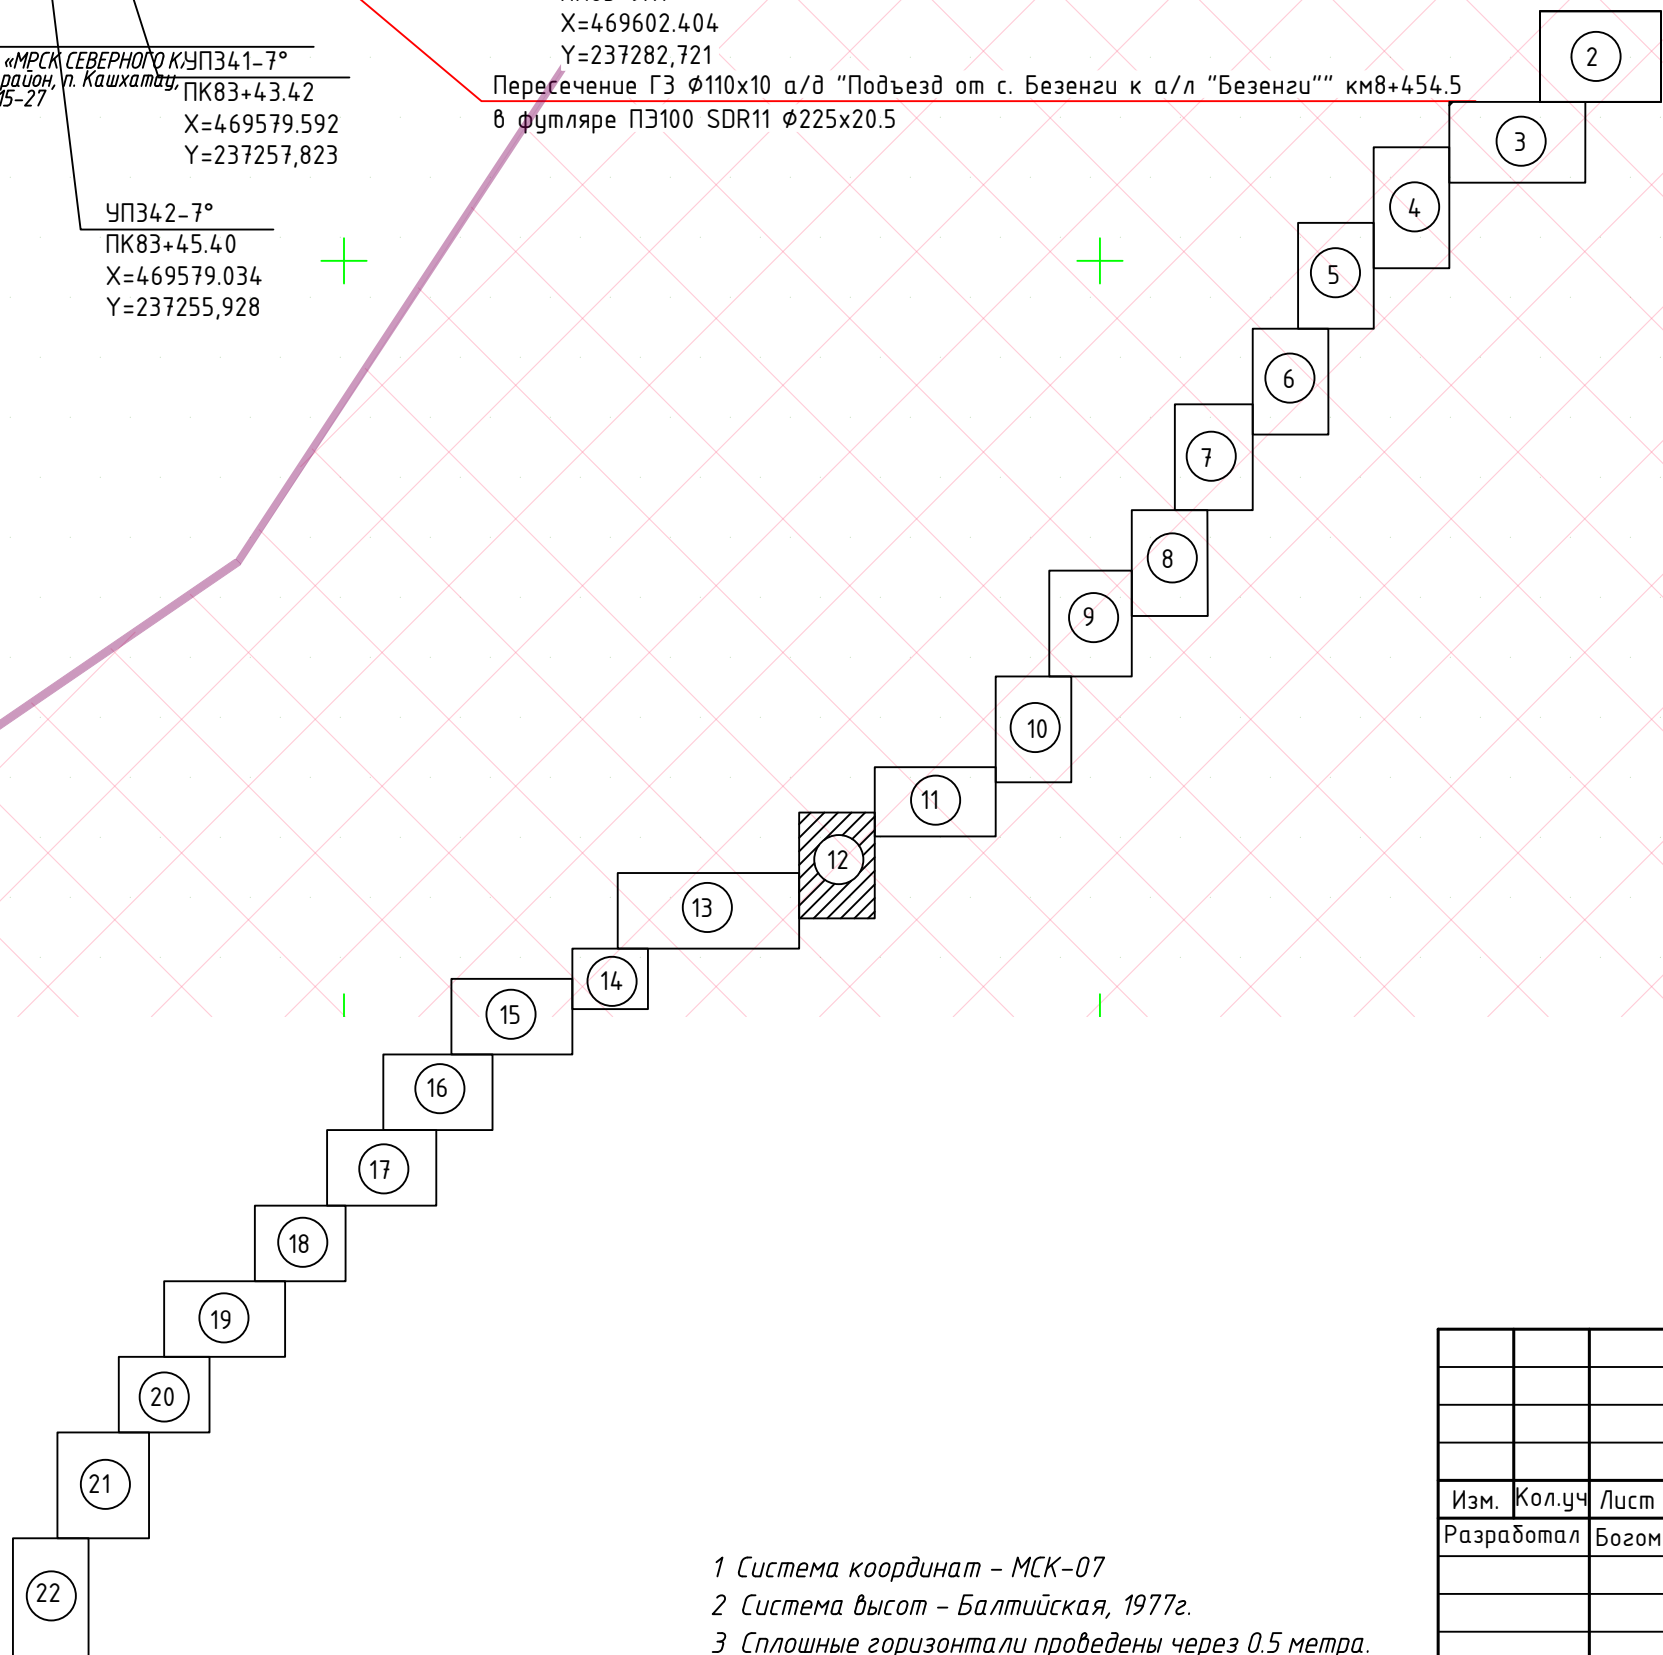 X=469602.404
Y=237282,721
Пересечение ГЗ Ф110х10 а/д "Подъезд от с. Безенги к а/л "Безенги"" км8+454.5
в футляре ПЭ100 SDR11 Ф225х20.5
«МРСК СЕВЕРНОГО К
район, п. Кашхатау,
15-27
УП341-7°
ПК83+43.42
X=469579.592
Y=237257,823
УП342-7°
ПК83+45.40
X=469579.034
Y=237255,928
2
3
4
5
6
7
8
9
10
11
12
13
14
15
16
17
18
19
20
21
22
Изм. Кол.уч Лист
Разработал Богом
1 Система координат – МСК-07
2 Система высот – Балтийская, 1977г.
3 Сплошные горизонтали проведены через 0.5 метра.